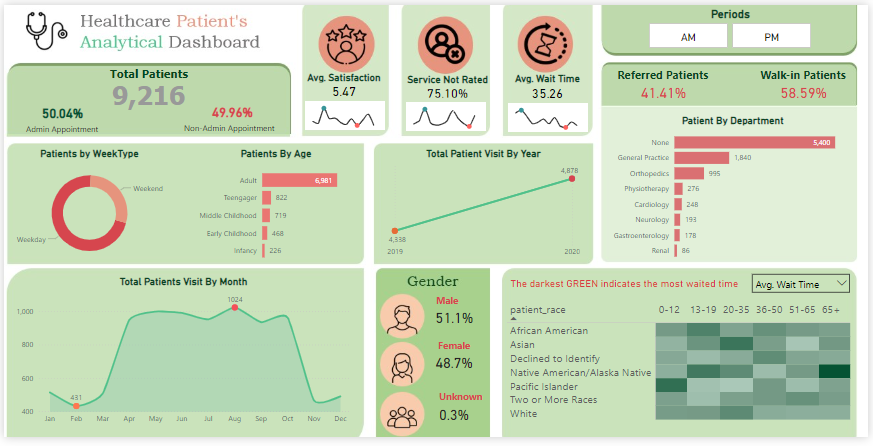 Healthcare Patient's
Analytical Dashboard
Total Patients
9,216
50.04%
Admin Appointment
49.96%
Non-Admin Appointment
Avg. Satisfaction
5.47
Service Not Rated
75.10%
Avg. Wait Time
35.26
Periods
AM
PM
Referred Patients
41.41%
Walk-in Patients
58.59%
Patient By Department
None 5,400
General Practice 1,840
Orthopedics 995
Physiotherapy 276
Cardiology 248
Neurology 193
Gastroenterology 178
Renal 86
Patients by WeekType
Weekend
Weekday
Patients By Age
Adult 6,981
Teengager 822
Middle Childhood 719
Early Childhood 468
Infancy 226
Total Patient Visit By Year
4,878
4,338
2019 2020
Total Patients Visit By Month
1024
1,000
800
600
431
400
Jan Feb Mar Apr May Jun Jul Aug Sep Oct Nov Dec
Gender
Male
51.1%
Female
48.7%
Unknown
0.3%
The darkest GREEN indicates the most waited time
Avg. Wait Time
patient_race 0-12 13-19 20-35 36-50 51-65 65+
African American
Asian
Declined to Identify
Native American/Alaska Native
Pacific Islander
Two or More Races
White